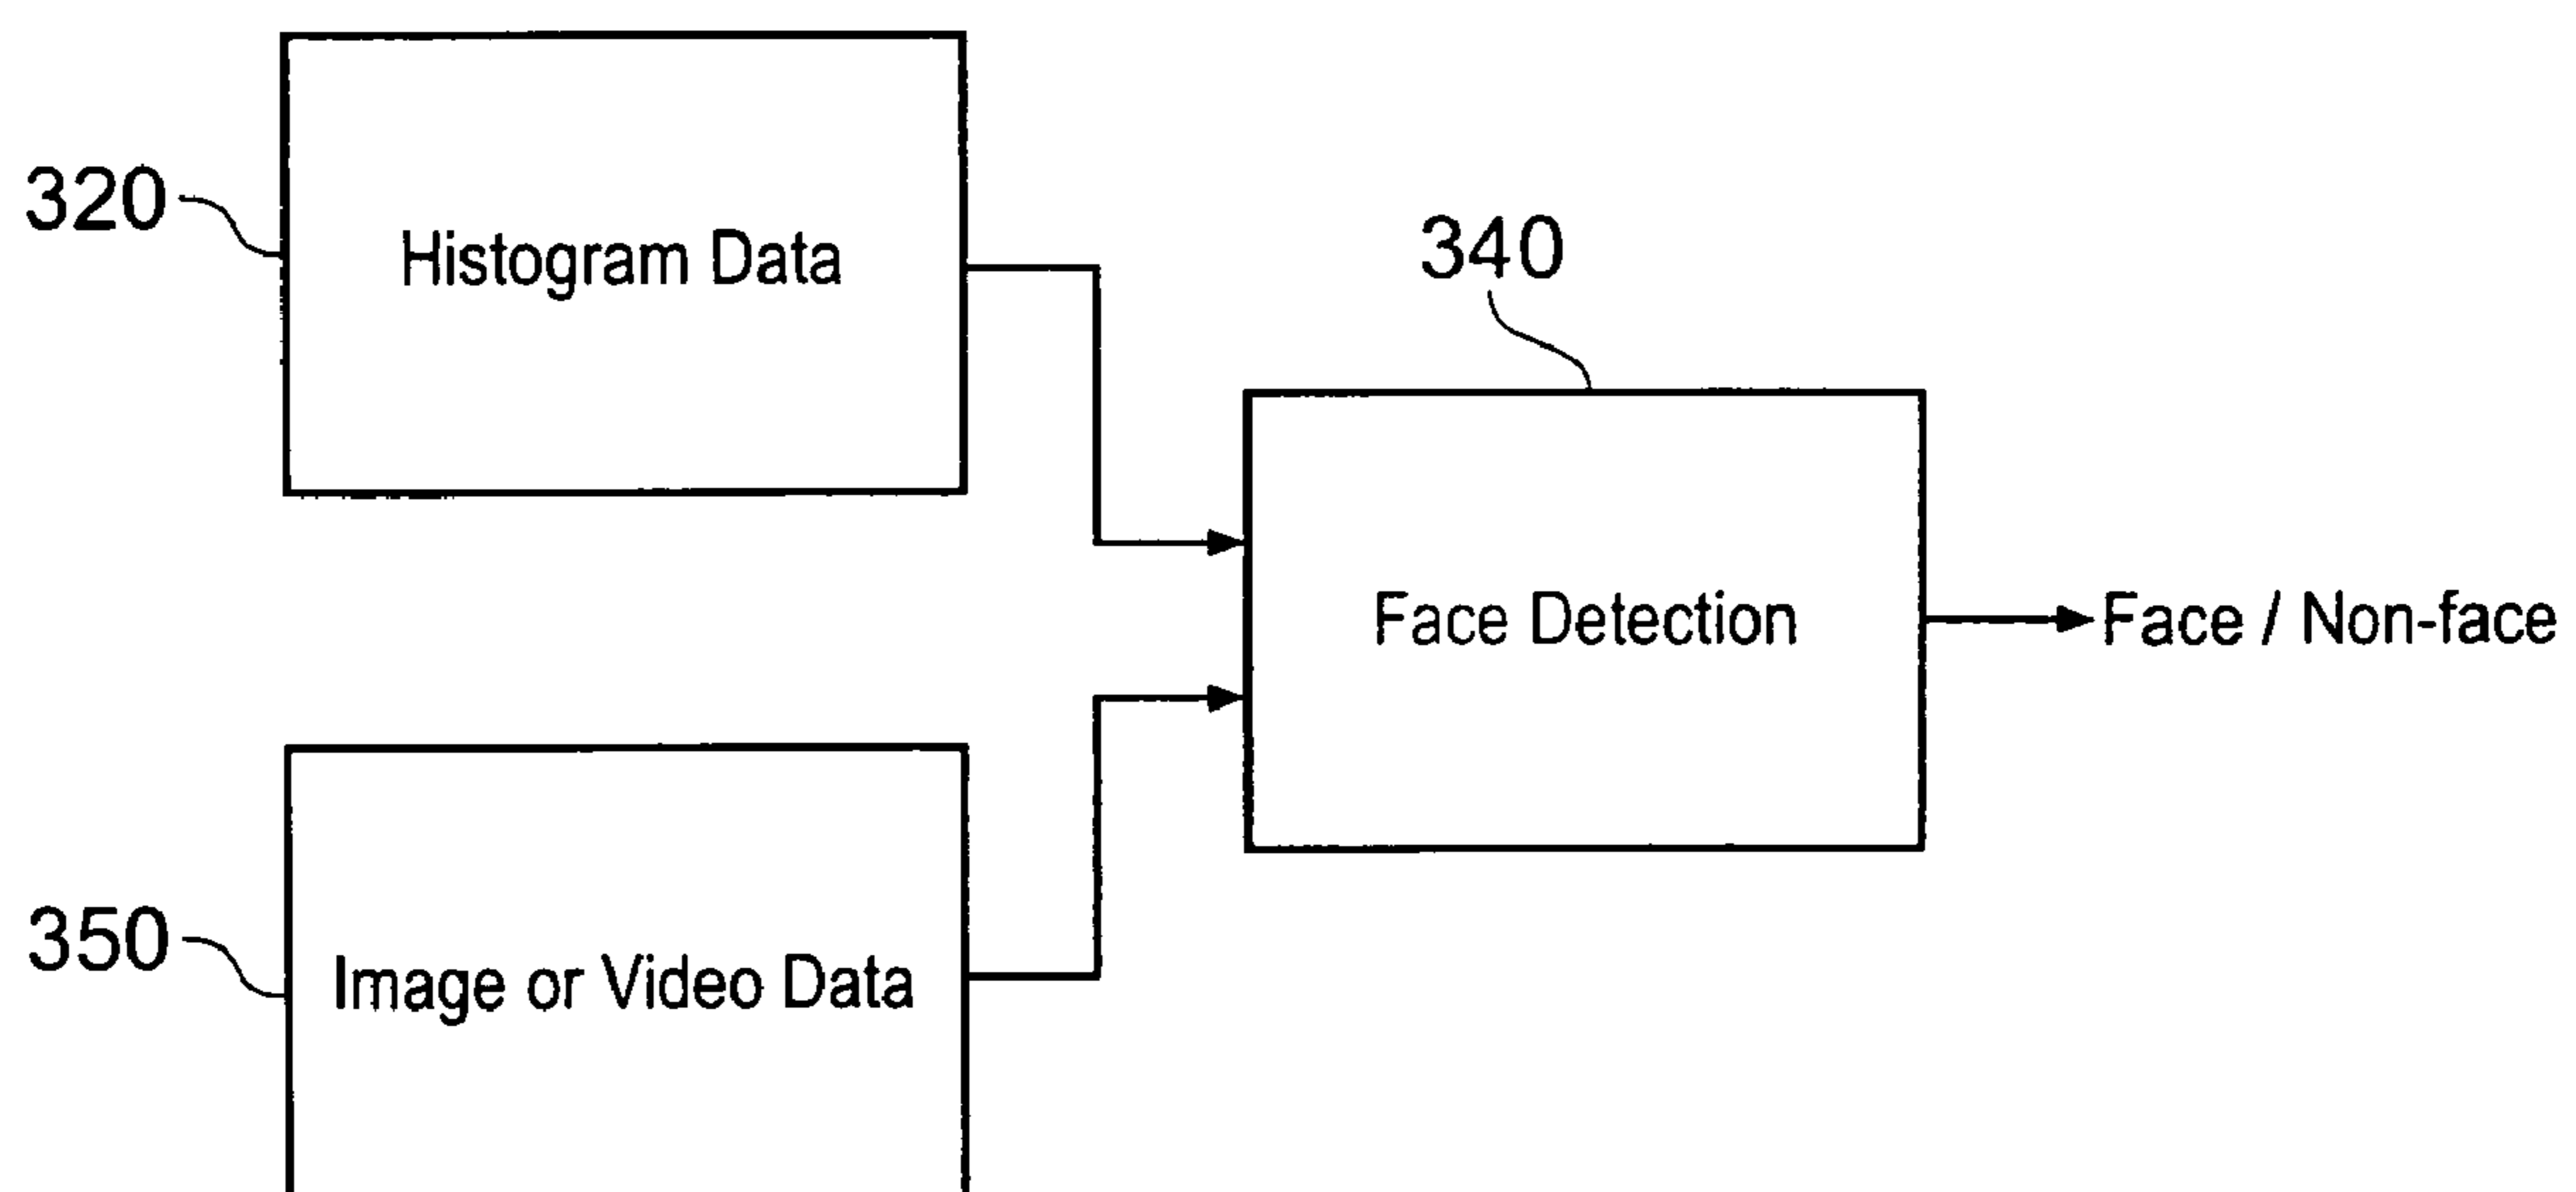 320
Histogram Data
340
Face Detection
Face / Non-face
350
Image or Video Data